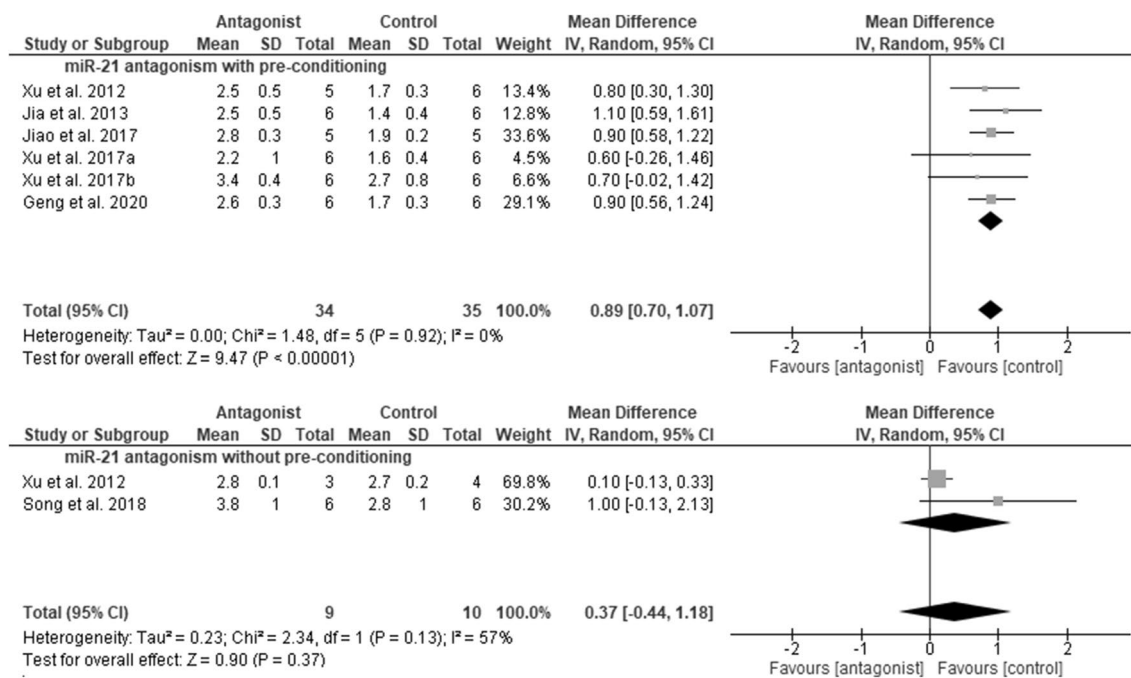 Antagonist Control Mean Difference Mean Difference
Study or Subgroup Mean SD Total Mean SD Total Weight IV, Random, 95% CI IV, Random, 95% CI
miR-21 antagonism with pre-conditioning
Xu et al. 2012 2.5 0.5 5 1.7 0.3 6 13.4% 0.80 [0.30, 1.30]
Jia et al. 2013 2.5 0.5 6 1.4 0.4 6 12.8% 1.10 [0.59, 1.61]
Jiao et al. 2017 2.8 0.3 5 1.9 0.2 5 33.6% 0.90 [0.58, 1.22]
Xu et al. 2017a 2.2 1 6 1.6 0.4 6 4.5% 0.60 [-0.26, 1.46]
Xu et al. 2017b 3.4 0.4 6 2.7 0.8 6 6.6% 0.70 [-0.02, 1.42]
Geng et al. 2020 2.6 0.3 6 1.7 0.3 6 29.1% 0.90 [0.56, 1.24]
Total (95% CI) 34 35 100.0% 0.89 [0.70, 1.07]
Heterogeneity: Tau² = 0.00; Chi² = 1.48, df = 5 (P = 0.92); I² = 0%
Test for overall effect: Z = 9.47 (P < 0.00001)
-2 -1 0 1 2
Favours [antagonist] Favours [control]
Antagonist Control Mean Difference Mean Difference
Study or Subgroup Mean SD Total Mean SD Total Weight IV, Random, 95% CI IV, Random, 95% CI
miR-21 antagonism without pre-conditioning
Xu et al. 2012 2.8 0.1 3 2.7 0.2 4 69.8% 0.10 [-0.13, 0.33]
Song et al. 2018 3.8 1 6 2.8 1 6 30.2% 1.00 [-0.13, 2.13]
Total (95% CI) 9 10 100.0% 0.37 [-0.44, 1.18]
Heterogeneity: Tau² = 0.23; Chi² = 2.34, df = 1 (P = 0.13); I² = 57%
Test for overall effect: Z = 0.90 (P = 0.37)
-2 -1 0 1 2
Favours [antagonist] Favours [control]